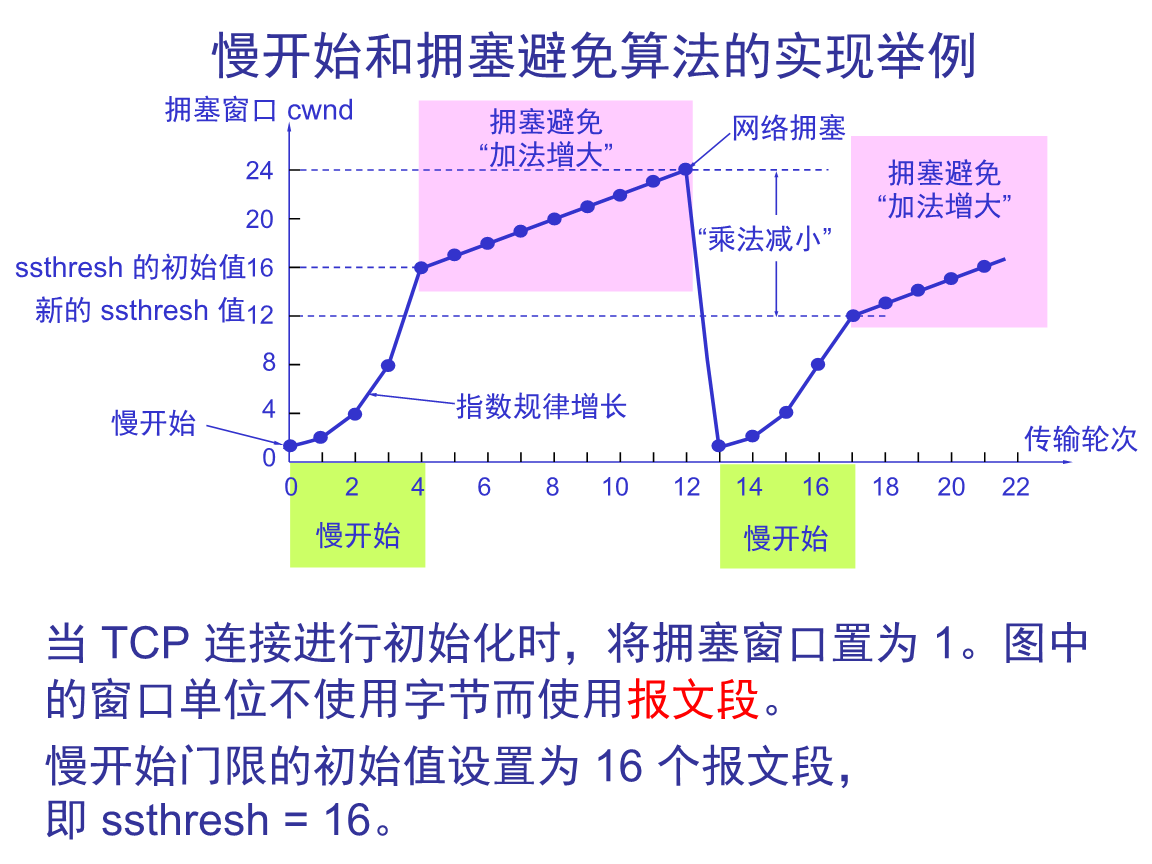 慢开始和拥塞避免算法的实现举例
拥塞窗口 cwnd
拥塞避免
“加法增大”
网络拥塞
拥塞避免
“加法增大”
24
20
“乘法减小”
ssthresh 的初始值16
新的 ssthresh 值12
8
4
指数规律增长
慢开始
0
传输轮次
0 2 4 6 8 10 12 14 16 18 20 22
慢开始
慢开始
当 TCP 连接进行初始化时，将拥塞窗口置为 1。图中
的窗口单位不使用字节而使用报文段。
慢开始门限的初始值设置为 16 个报文段，
即 ssthresh = 16。